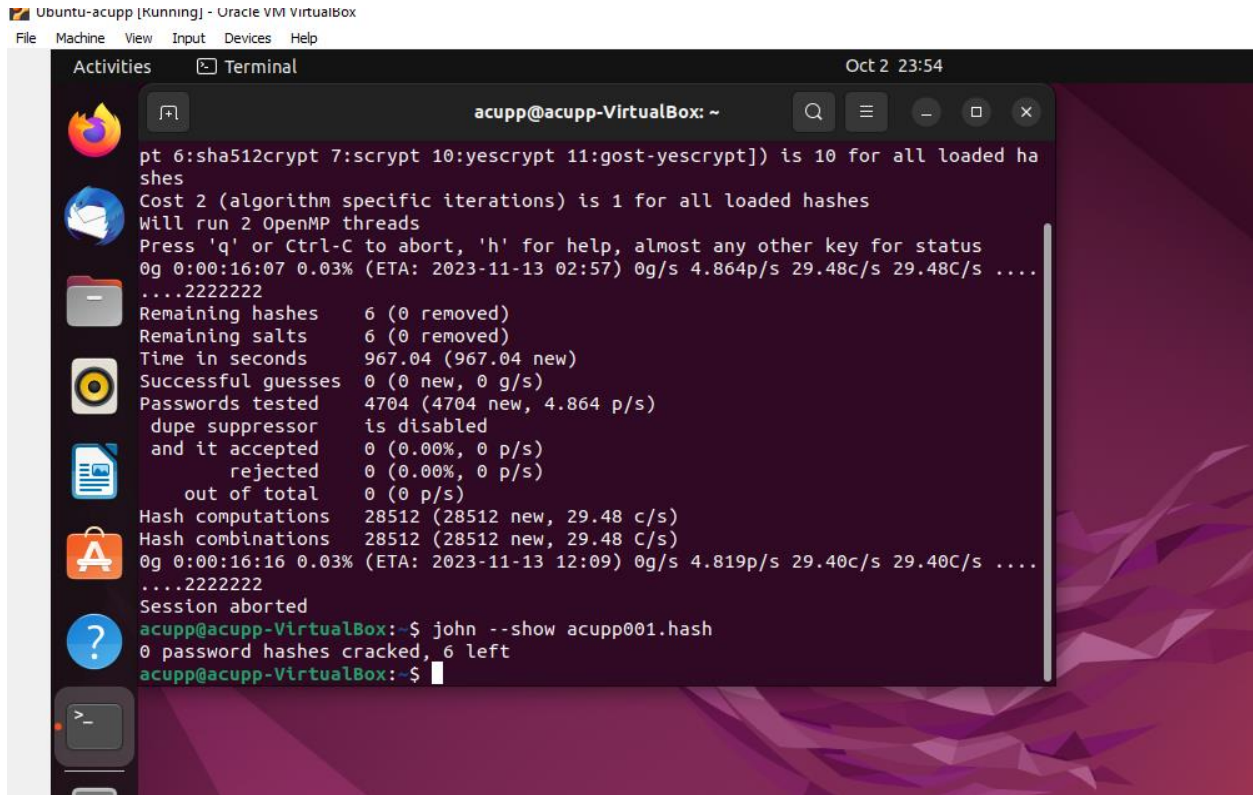 Ubuntu-acupp [Running] - Oracle VM VirtualBox
File Machine View Input Devices Help
Activities Terminal Oct 2 23:54
acupp@acupp-VirtualBox: ~
pt 6:sha512crypt 7:scrypt 10:yescrypt 11:gost-yescrypt]) is 10 for all loaded ha
shes
Cost 2 (algorithm specific iterations) is 1 for all loaded hashes
Will run 2 OpenMP threads
Press 'q' or Ctrl-C to abort, 'h' for help, almost any other key for status
0g 0:00:16:07 0.03% (ETA: 2023-11-13 02:57) 0g/s 4.864p/s 29.48c/s 29.48C/s ....
....2222222
Remaining hashes    6 (0 removed)
Remaining salts     6 (0 removed)
Time in seconds     967.04 (967.04 new)
Successful guesses  0 (0 new, 0 g/s)
Passwords tested    4704 (4704 new, 4.864 p/s)
 dupe suppressor    is disabled
 and it accepted    0 (0.00%, 0 p/s)
        rejected    0 (0.00%, 0 p/s)
    out of total    0 (0 p/s)
Hash computations   28512 (28512 new, 29.48 c/s)
Hash combinations   28512 (28512 new, 29.48 C/s)
0g 0:00:16:16 0.03% (ETA: 2023-11-13 12:09) 0g/s 4.819p/s 29.40c/s 29.40C/s ....
....2222222
Session aborted
acupp@acupp-VirtualBox:~$ john --show acupp001.hash
0 password hashes cracked, 6 left
acupp@acupp-VirtualBox:~$